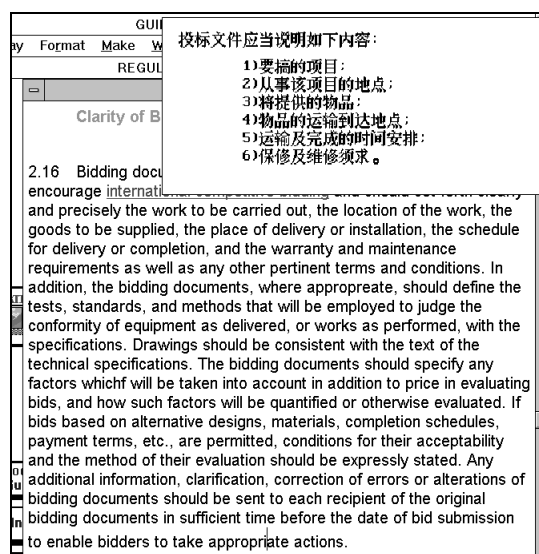 GUI
Format Make W
REGUL
Clarity of B
投标文件应当说明如下内容:
1)要搞的项目;
2)从事该项目的地点;
3)将提供的物品;
4)物品的运输到达地点;
5)运输及完成的时间安排;
6)保修及维修须求。
2.16 Bidding docu
encourage international competitive bidding and should set forth clearly
and precisely the work to be carried out, the location of the work, the
goods to be supplied, the place of delivery or installation, the schedule
for delivery or completion, and the warranty and maintenance
requirements as well as any other pertinent terms and conditions. In
addition, the bidding documents, where appropreate, should define the
tests, standards, and methods that will be employed to judge the
conformity of equipment as delivered, or works as performed, with the
specifications. Drawings should be consistent with the text of the
technical specifications. The bidding documents should specify any
factors whichf will be taken into account in addition to price in evaluating
bids, and how such factors will be quantified or otherwise evaluated. If
bids based on alternative designs, materials, completion schedules,
payment terms, etc., are permitted, conditions for their acceptability
and the method of their evaluation should be expressly stated. Any
additional information, clarification, correction of errors or alterations of
bidding documents should be sent to each recipient of the original
bidding documents in sufficient time before the date of bid submission
to enable bidders to take appropriate actions.